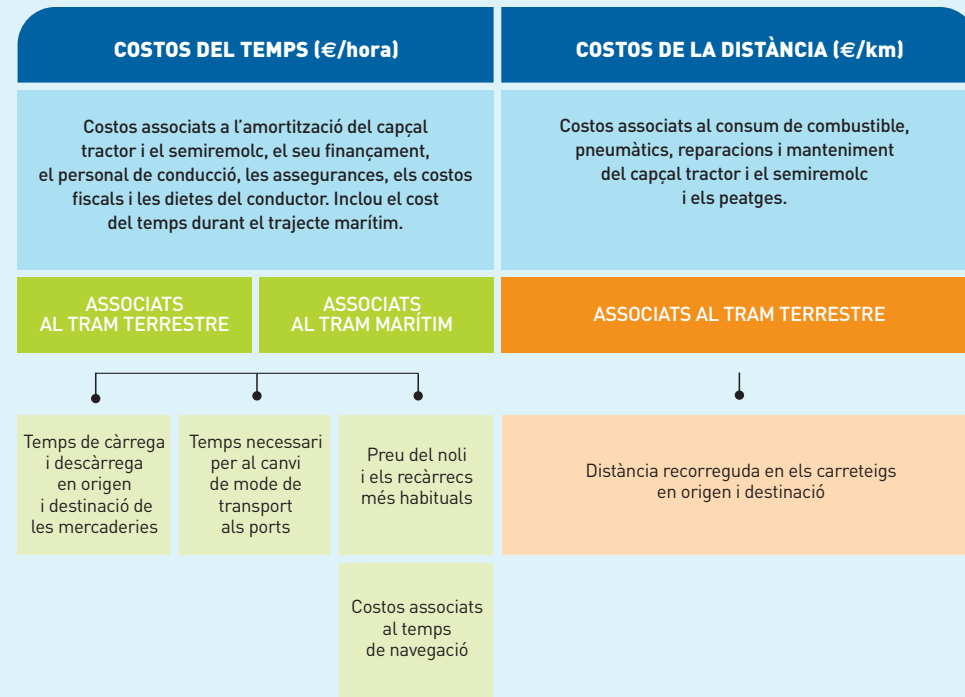 COSTOS DEL TEMPS (€/hora)
COSTOS DE LA DISTÀNCIA (€/km)
Costos associats a l’amortització del capçal
tractor i el semiremolc, el seu finançament,
el personal de conducció, les assegurances, els costos
fiscals i les dietes del conductor. Inclou el cost
del temps durant el trajecte marítim.
Costos associats al consum de combustible,
pneumàtics, reparacions i manteniment
del capçal tractor i el semiremolc
i els peatges.
ASSOCIATS
AL TRAM TERRESTRE
ASSOCIATS
AL TRAM MARÍTIM
ASSOCIATS AL TRAM TERRESTRE
Temps de càrrega
i descàrrega
en origen
i destinació de
les mercaderies
Temps necessari
per al canvi
de mode de
transport
als ports
Preu del noli
i els recàrrecs
més habituals
Distància recorreguda en els carreteigs
en origen i destinació
Costos associats
al temps
de navegació